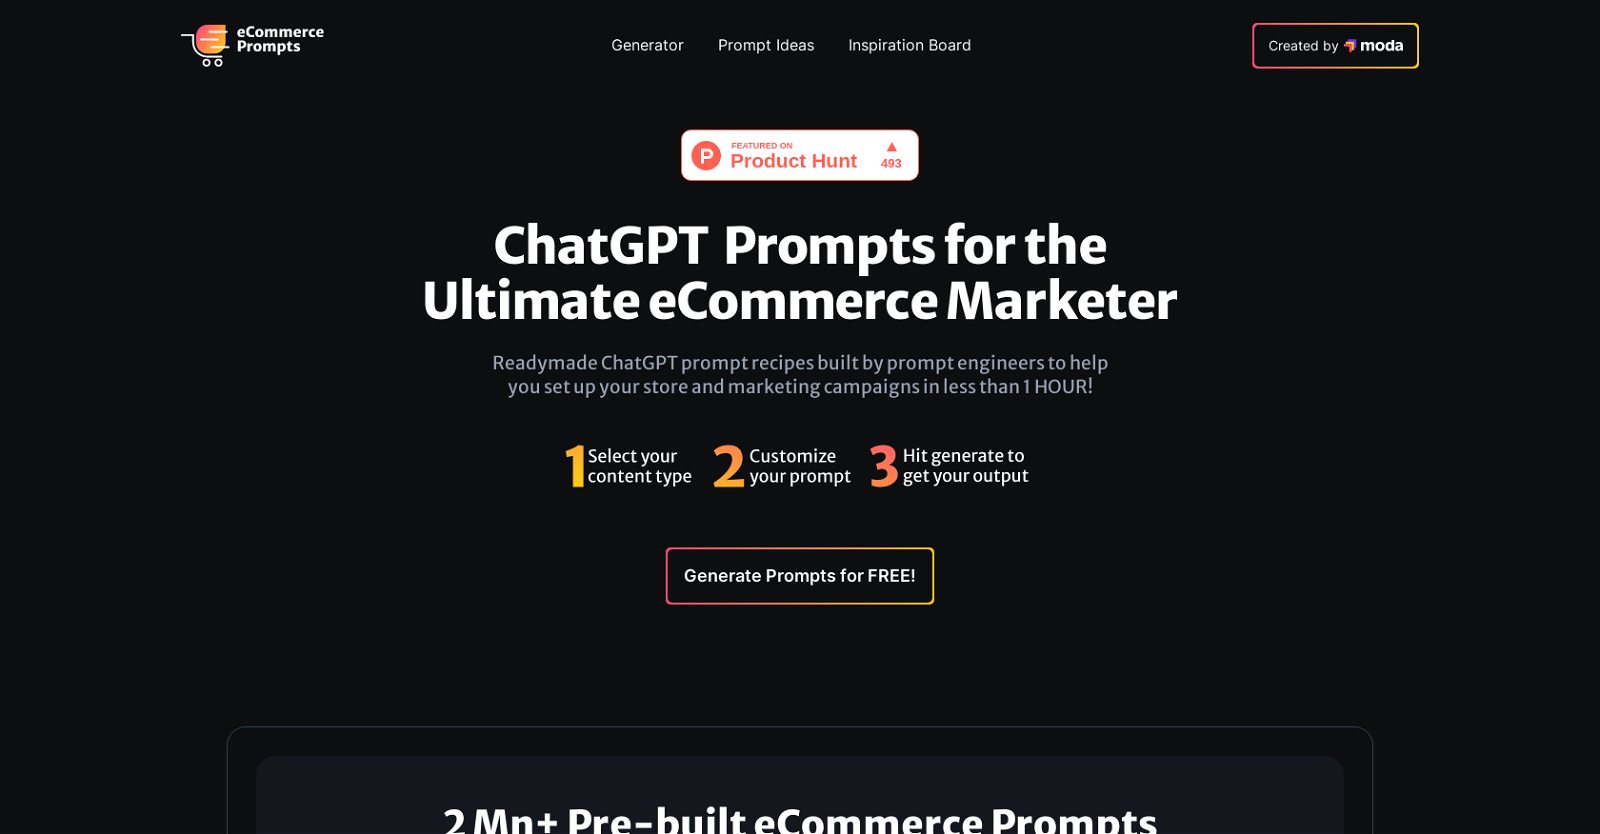 eCommerce
Prompts
Generator
Prompt Ideas
Inspiration Board
Created by moda
P
FEATURED ON
Product Hunt
▲
493
ChatGPT Prompts for the
Ultimate eCommerce Marketer
Readymade ChatGPT prompt recipes built by prompt engineers to help
you set up your store and marketing campaigns in less than 1 HOUR!
1 Select your
content type
2 Customize
your prompt
3 Hit generate to
get your output
Generate Prompts for FREE!
2 Mn+ Pre-built eCommerce Prompts